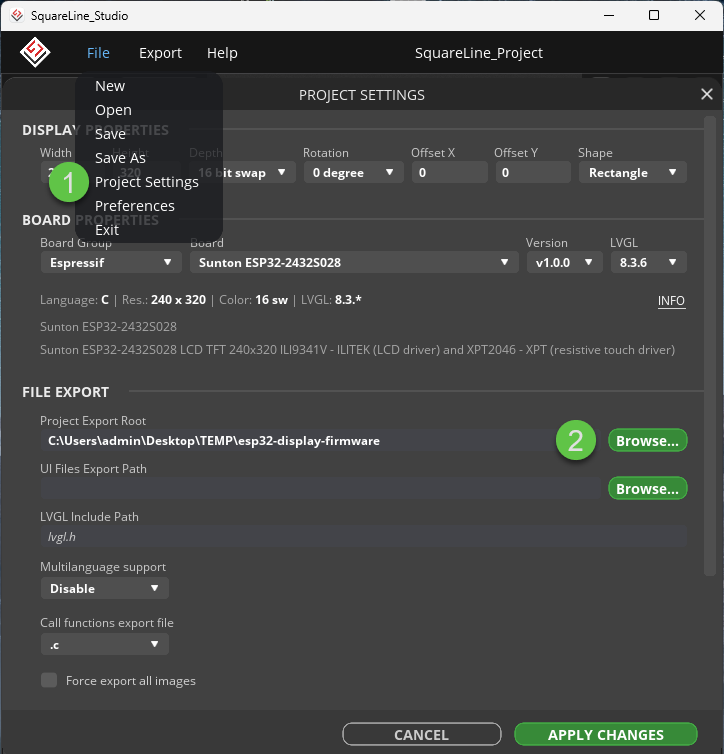 SquareLine_Studio
File Export Help SquareLine_Project
New
PROJECT SETTINGS
Open
DISPLAY PROPERTIES
Save
Width Height Depth Rotation Offset X Offset Y Shape
Save As
2 320 16 bit swap 0 degree 0 0 Rectangle
1 Project Settings
Preferences
BOARD PROPERTIES
Exit
Board Group Board Version LVGL
Espressif Sunton ESP32-2432S028 v1.0.0 8.3.6
Language: C | Res.: 240 x 320 | Color: 16 sw | LVGL: 8.3.* INFO
Sunton ESP32-2432S028
Sunton ESP32-2432S028 LCD TFT 240x320 ILI9341V - ILITEK (LCD driver) and XPT2046 - XPT (resistive touch driver)
FILE EXPORT
Project Export Root
C:\Users\admin\Desktop\TEMP\esp32-display-firmware 2 Browse...
UI Files Export Path
Browse...
LVGL Include Path
lvgl.h
Multilanguage support
Disable
Call functions export file
.c
Force export all images
CANCEL APPLY CHANGES